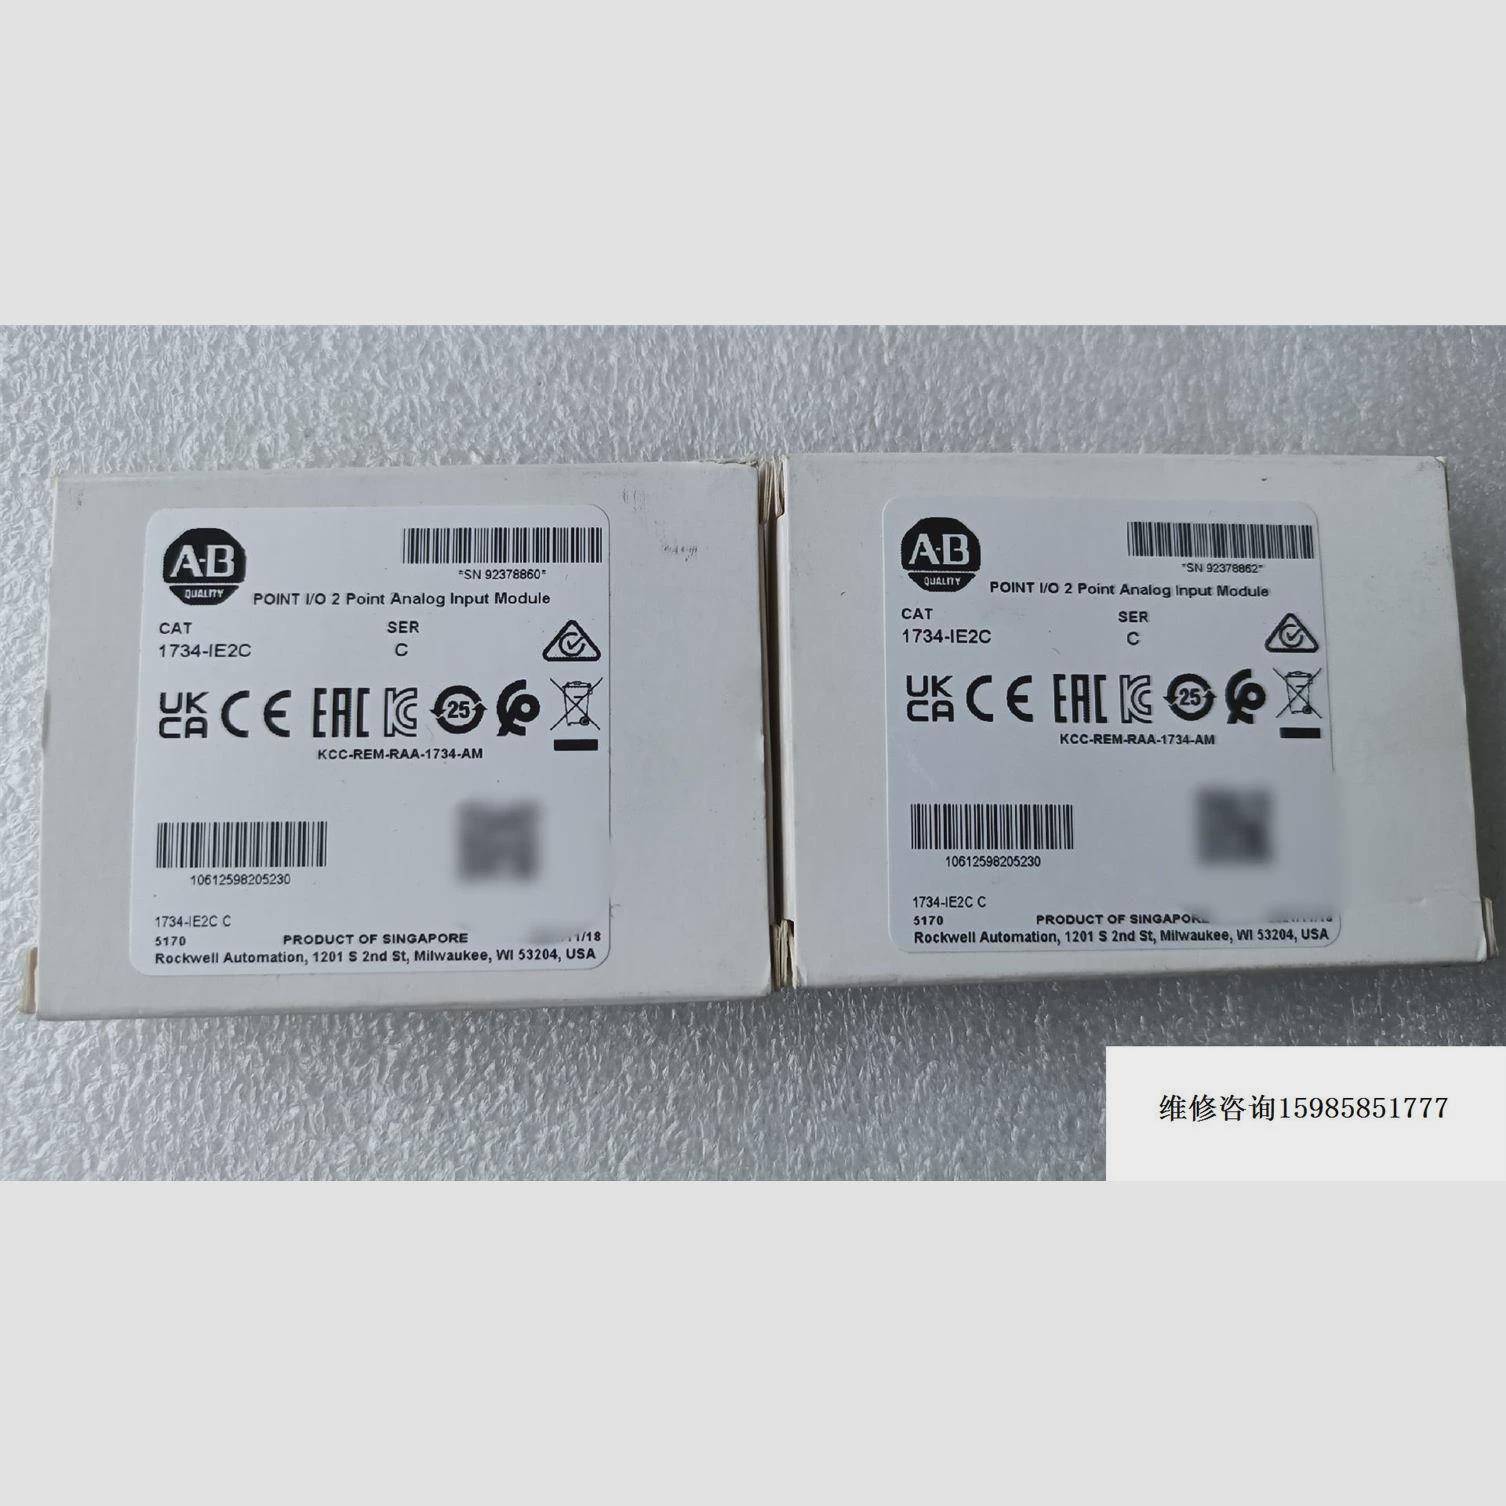 A-B
QUALITY
*SN 92378860*
POINT I/O 2 Point Analog Input Module
CAT
SER
1734-IE2C
C
UK
CA
CE
EAC
KC
25
KCC-REM-RAA-1734-AM
10612598205230
1734-IE2C C
5170
PRODUCT OF SINGAPORE
11/18
Rockwell Automation, 1201 S 2nd St, Milwaukee, WI 53204, USA
A-B
QUALITY
*SN 92378862*
POINT I/O 2 Point Analog Input Module
CAT
SER
1734-IE2C
C
UK
CA
CE
EAC
KC
25
KCC-REM-RAA-1734-AM
10612598205230
1734-IE2C C
5170
PRODUCT OF SINGAPORE
Rockwell Automation, 1201 S 2nd St, Milwaukee, WI 53204, USA
维修咨询15985851777